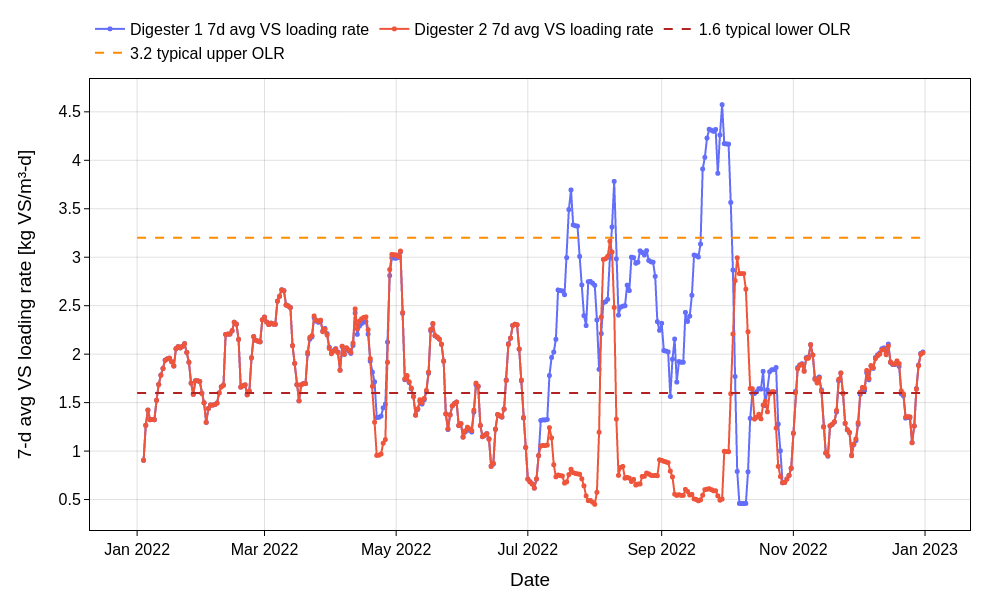 Digester 1 7d avg VS loading rate Digester 2 7d avg VS loading rate 1.6 typical lower OLR
3.2 typical upper OLR
7-d avg VS loading rate [kg VS/m³-d]
4.5
4
3.5
3
2.5
2
1.5
1
0.5
Jan 2022 Mar 2022 May 2022 Jul 2022 Sep 2022 Nov 2022 Jan 2023
Date